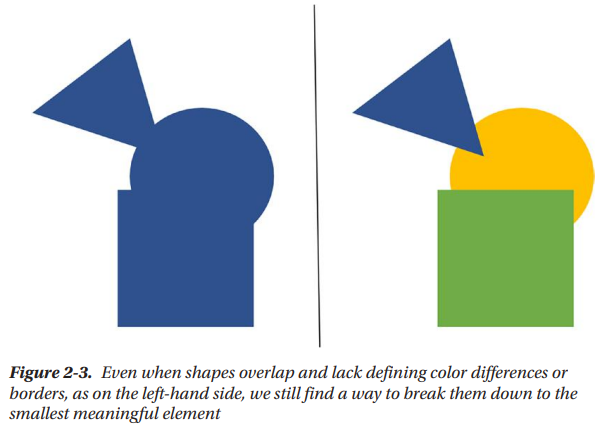 Figure 2-3. Even when shapes overlap and lack defining color differences or
borders, as on the left-hand side, we still find a way to break them down to the
smallest meaningful element